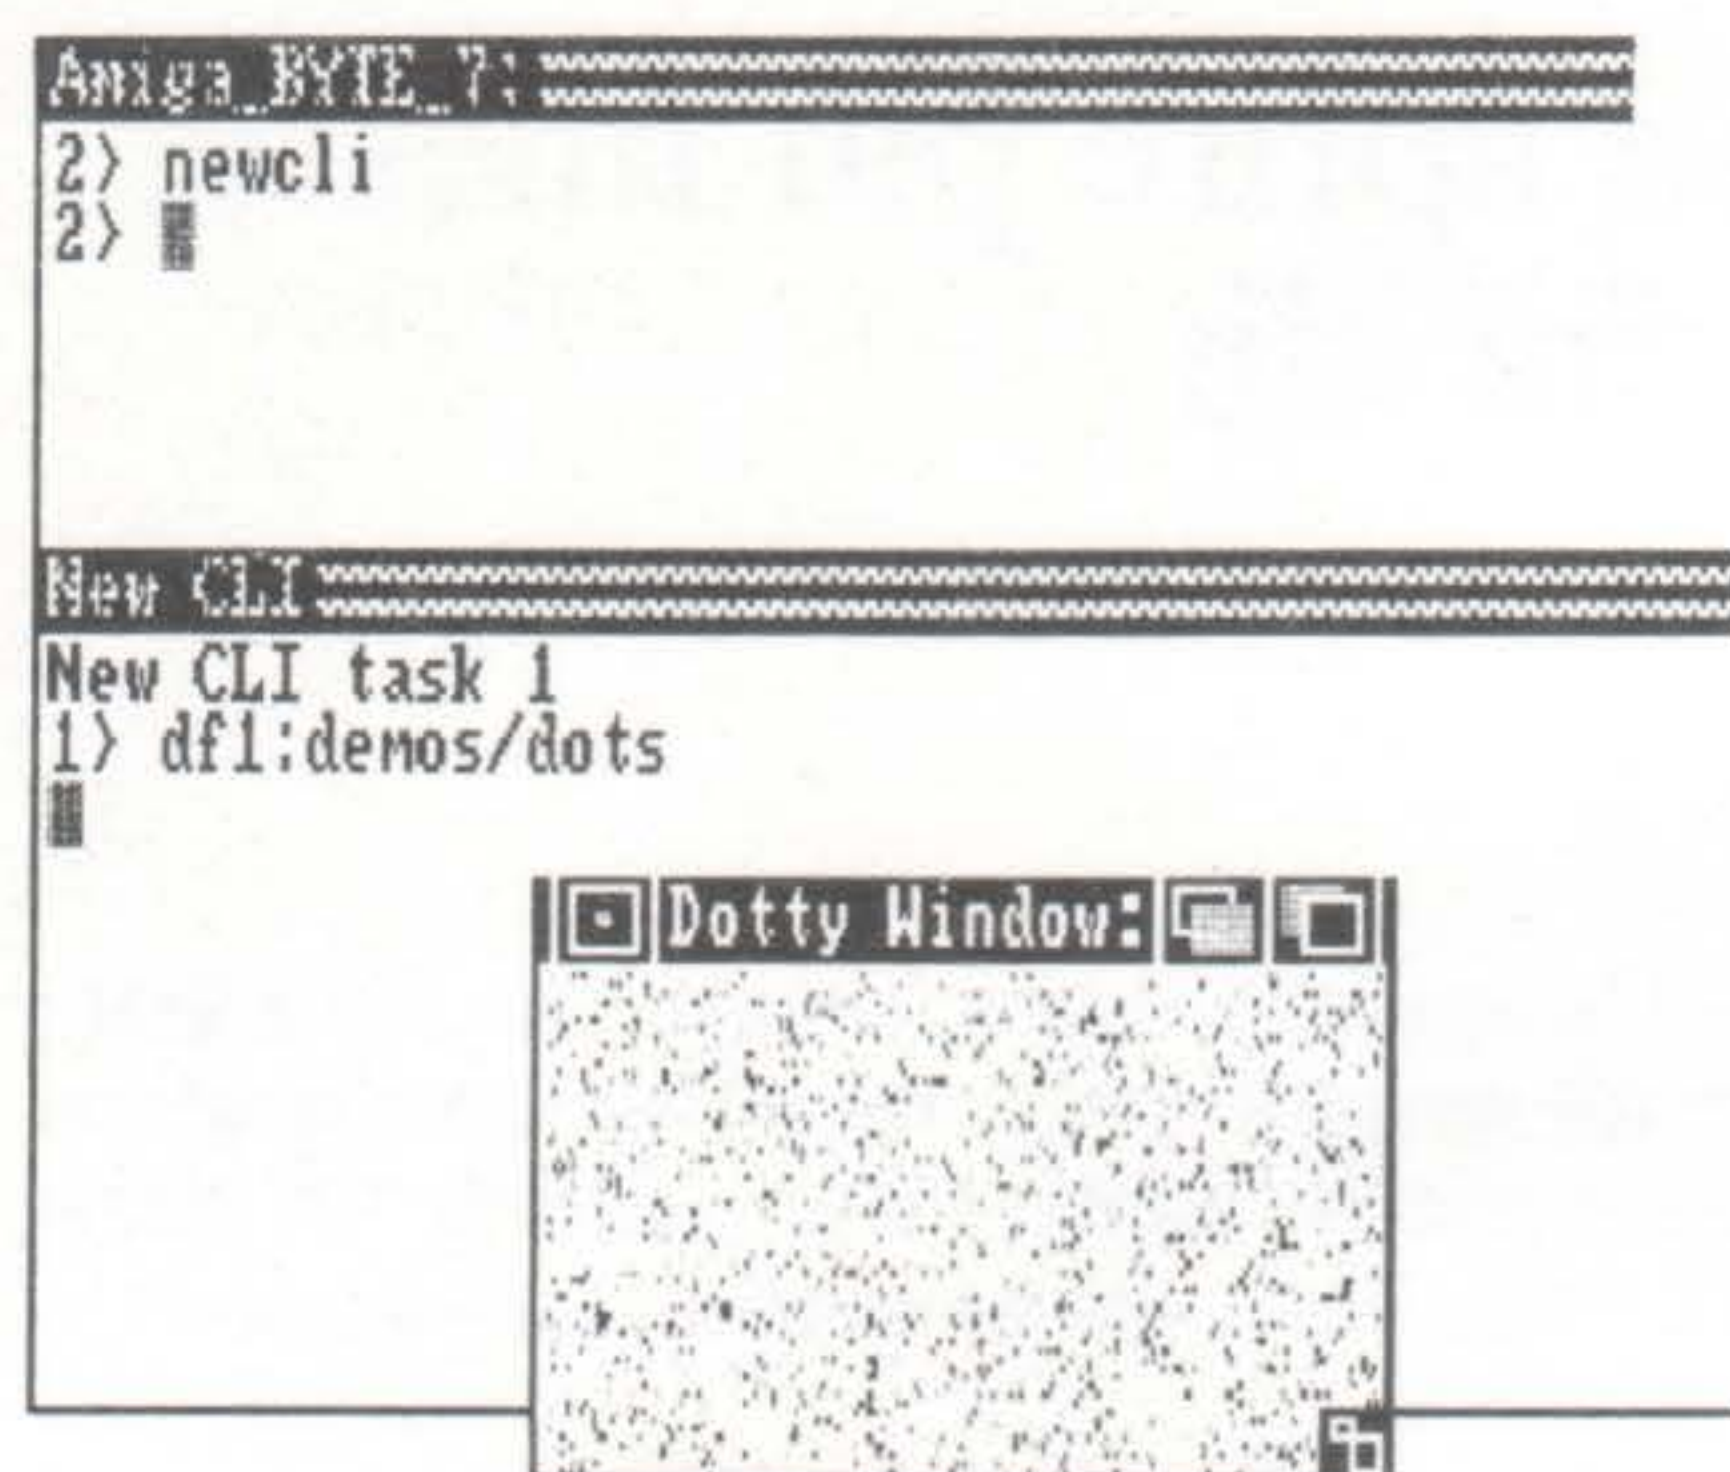 Amiga_BYTE_7:
2> newcli
2>
New CLI
New CLI task 1
1> df1:demos/dots
Dotty Window: